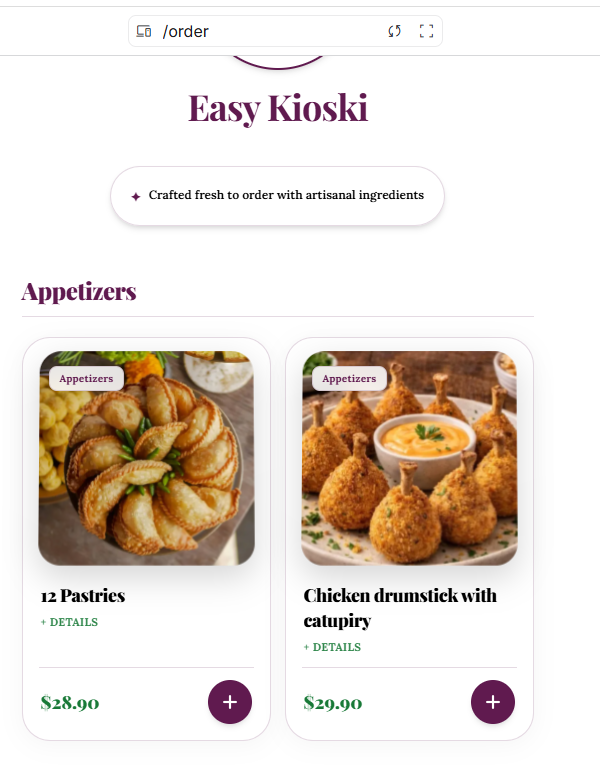 /order
Easy Kioski
✦ Crafted fresh to order with artisanal ingredients
Appetizers
Appetizers
12 Pastries
+ DETAILS
$28.90
+
Appetizers
Chicken drumstick with
catupiry
+ DETAILS
$29.90
+